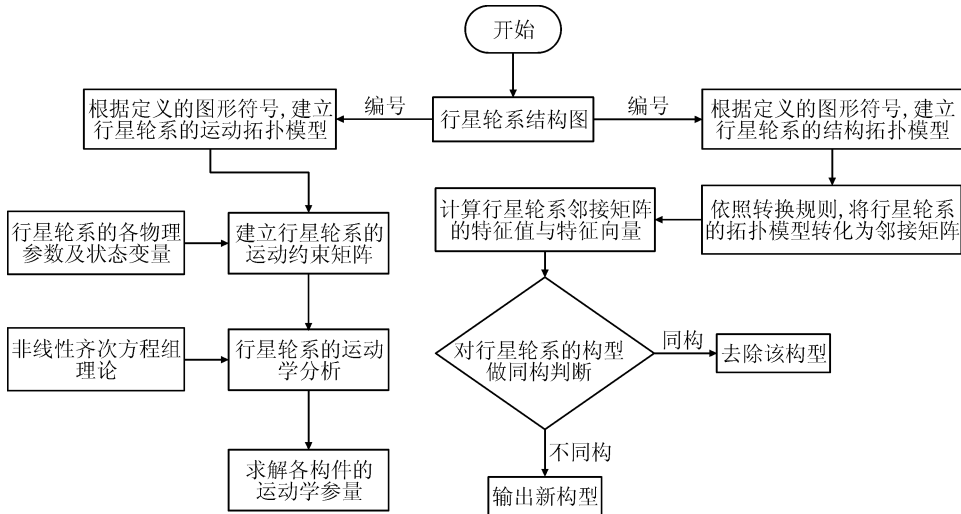 开始
编号
编号
根据定义的图形符号,建立
行星轮系的运动拓扑模型
行星轮系结构图
根据定义的图形符号,建立
行星轮系的结构拓扑模型
行星轮系的各物理
参数及状态变量
建立行星轮系的
运动约束矩阵
计算行星轮系邻接矩阵
的特征值与特征向量
依照转换规则,将行星轮系
的拓扑模型转化为邻接矩阵
非线性齐次方程组
理论
行星轮系的运动
学分析
对行星轮系的构型
做同构判断
同构
去除该构型
不同构
求解各构件的
运动学参量
输出新构型